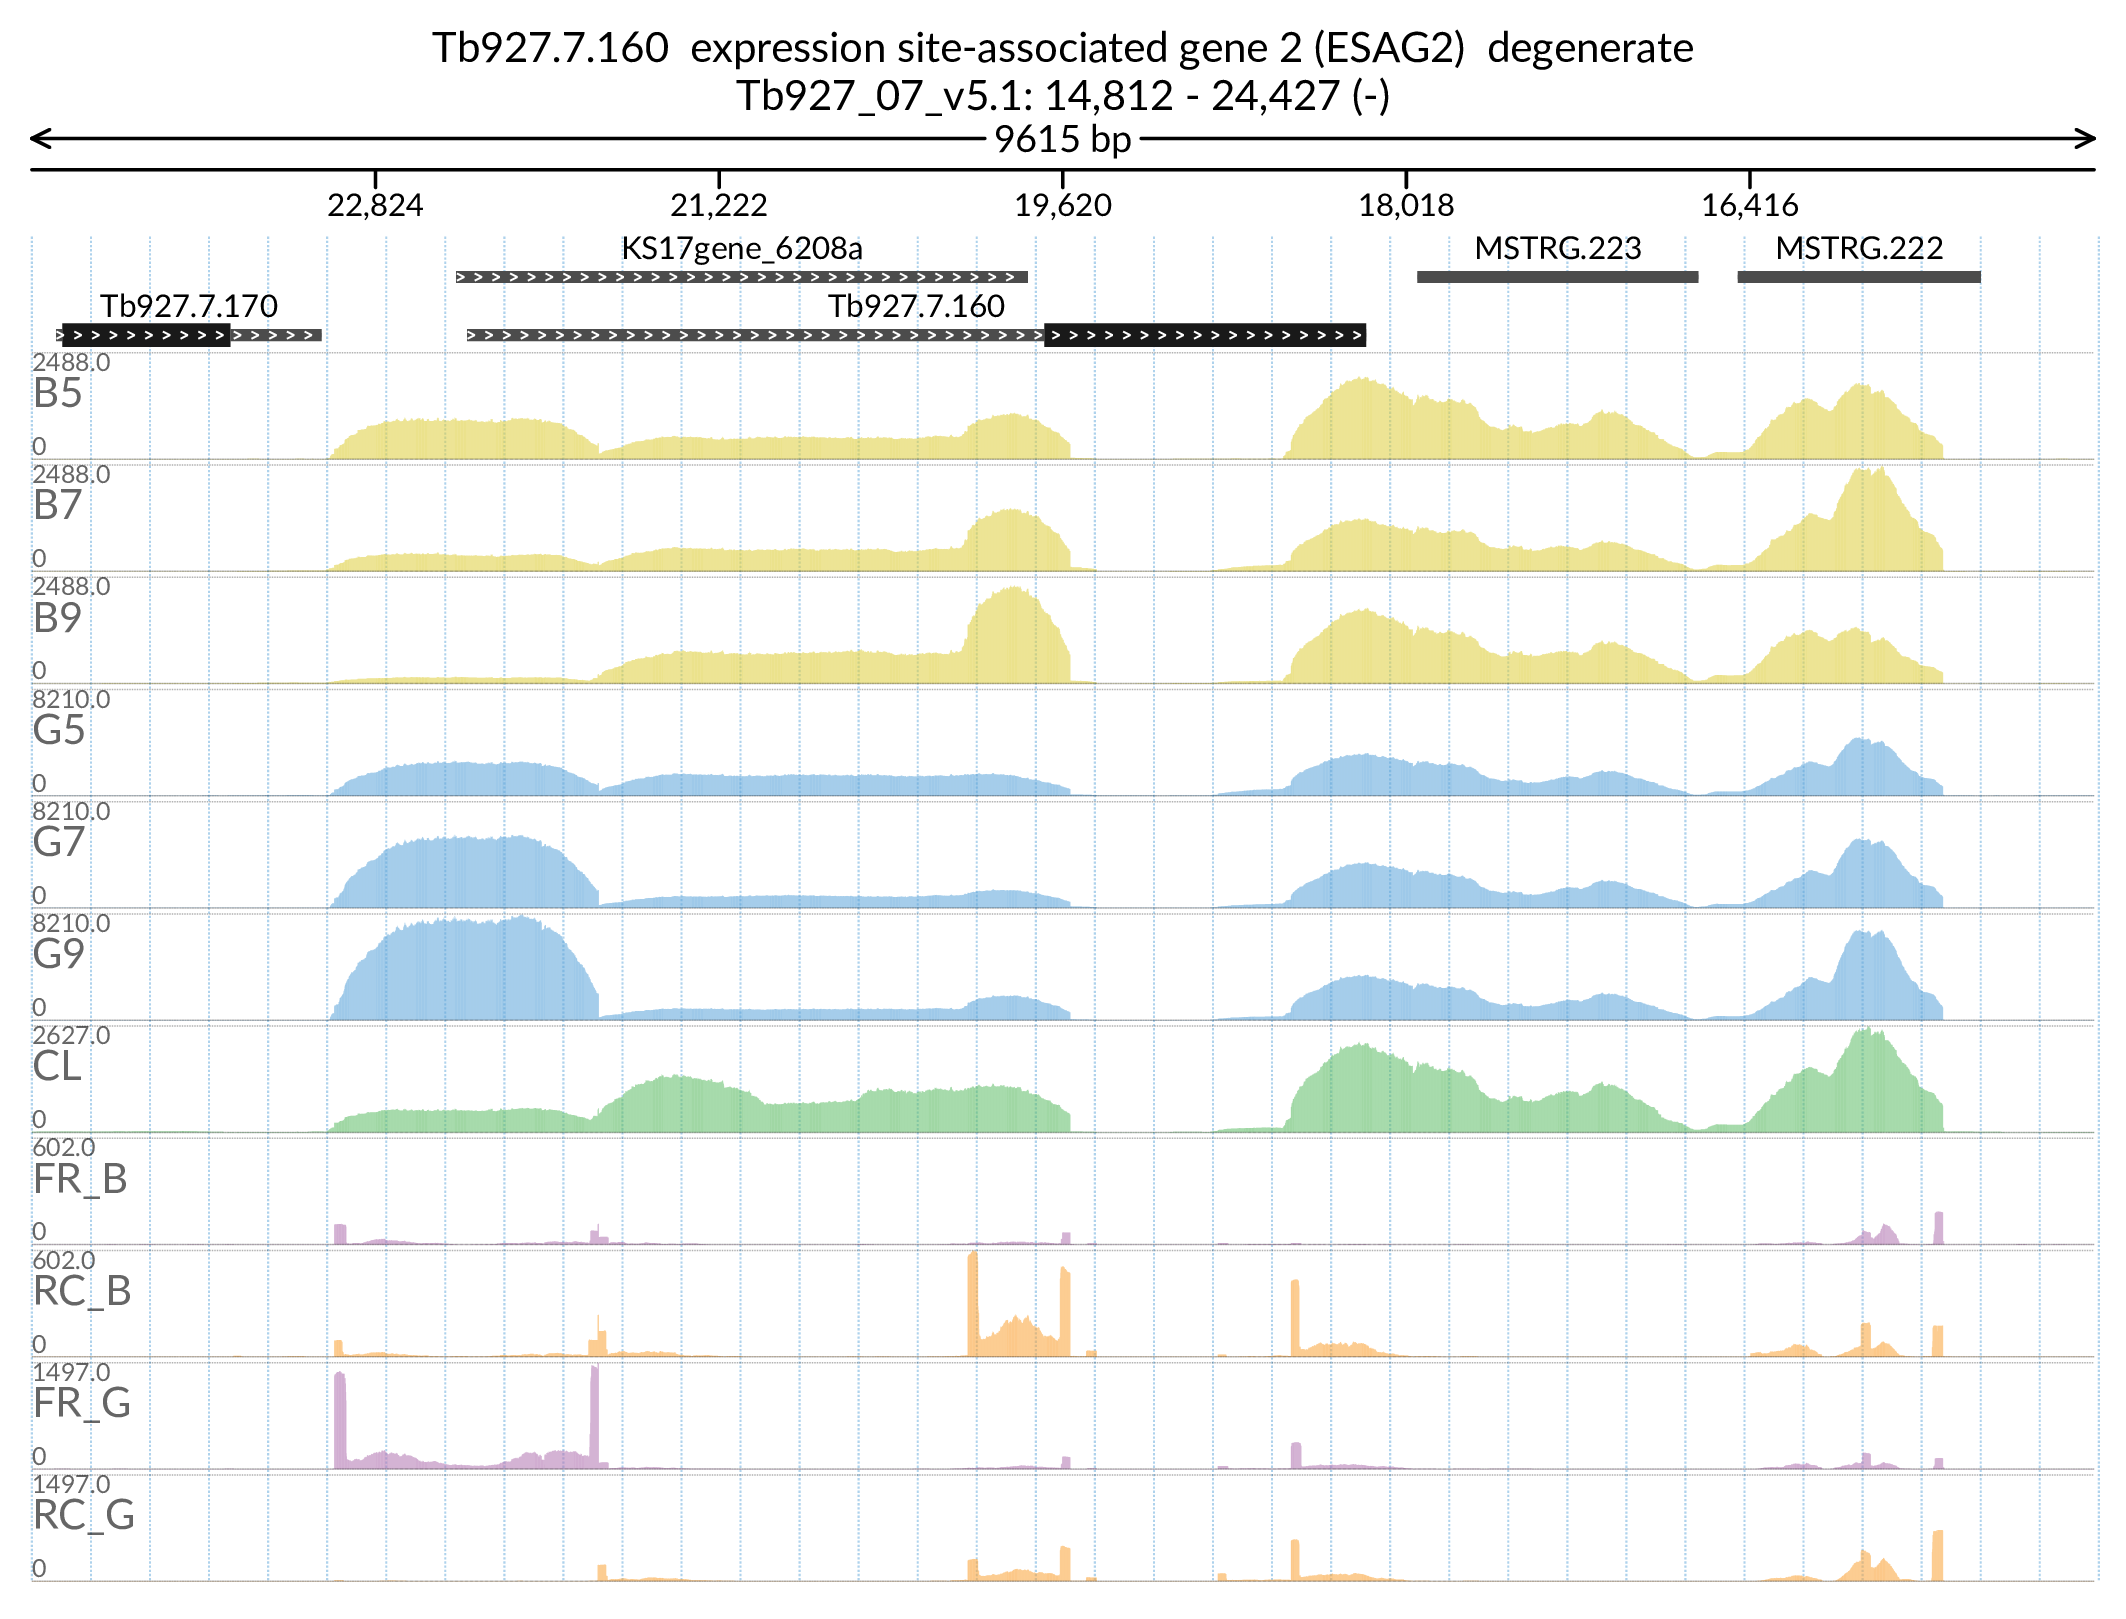 Tb927.7.160  expression site-associated gene 2 (ESAG2)  degenerate
Tb927_07_v5.1: 14,812 - 24,427 (-)
9615 bp
22,824 21,222 19,620 18,018 16,416
KS17gene_6208a MSTRG.223 MSTRG.222
Tb927.7.170 Tb927.7.160
2488.0
B5
0
2488.0
B7
0
2488.0
B9
0
8210.0
G5
0
8210.0
G7
0
8210.0
G9
0
2627.0
CL
0
602.0
FR_B
0
602.0
RC_B
0
1497.0
FR_G
0
1497.0
RC_G
0